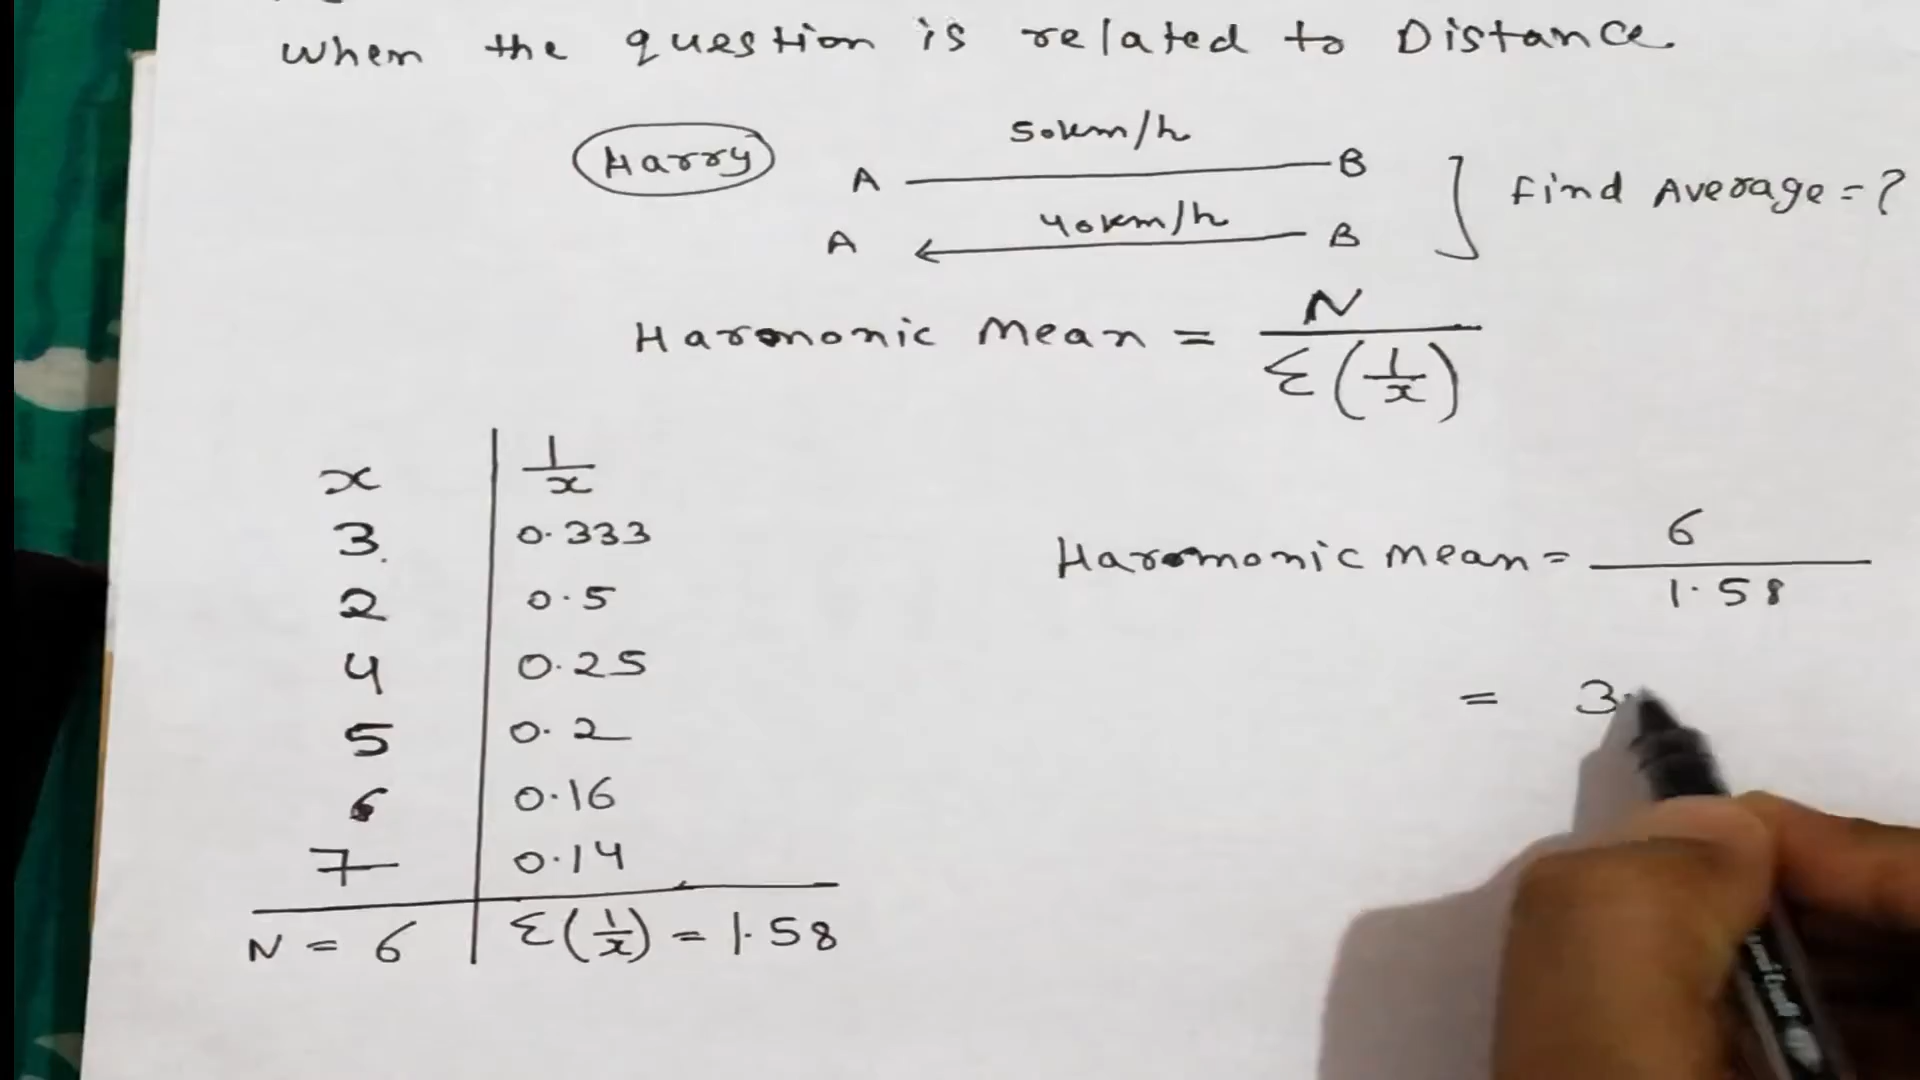 When the question is related to Distance.
Harry
A 50km/h B
A 40km/h B
Find Average = ?
Harmonic Mean = N / Σ(1/x)
x | 1/x
3. | 0.333
2 | 0.5
4 | 0.25
5 | 0.2
6 | 0.16
7 | 0.14
N = 6 | Σ(1/x) = 1.58
Harmonic Mean = 6 / 1.58
= 3